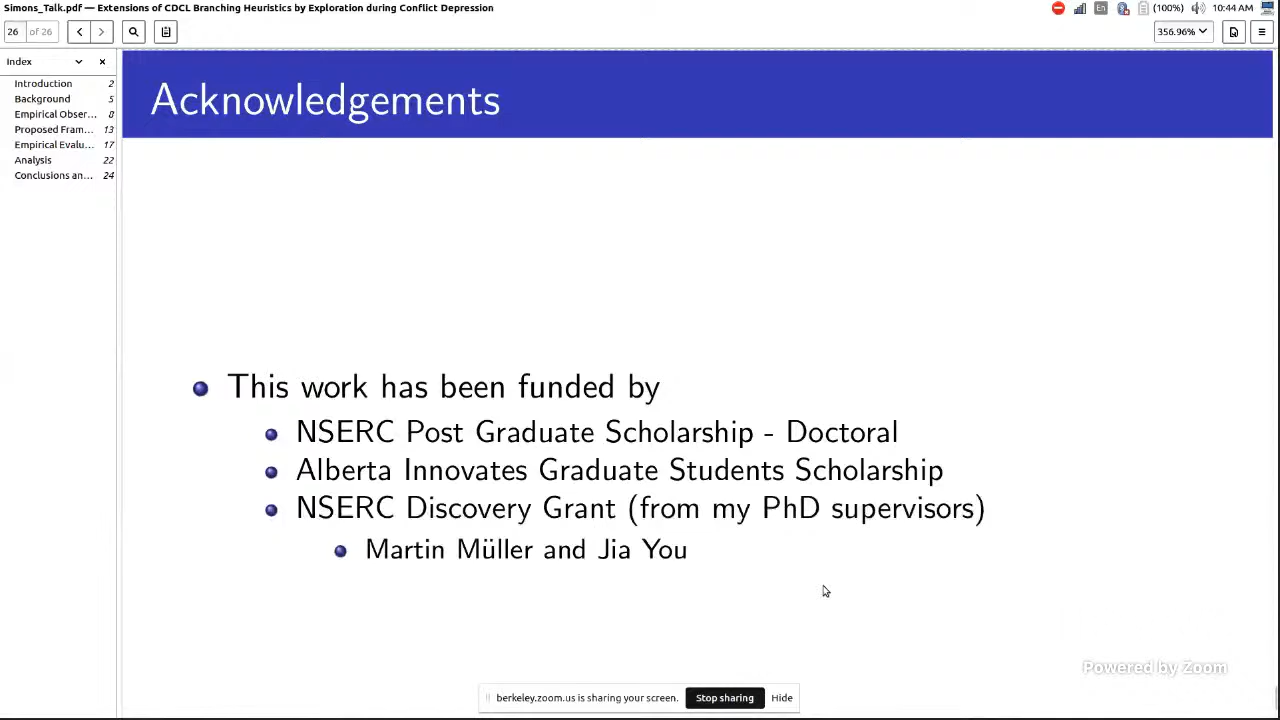 Simons_Talk.pdf — Extensions of CDCL Branching Heuristics by Exploration during Conflict Depression
En (100%) 10:44 AM
26 of 26
356.96%
Index
Introduction 2
Background 5
Empirical Obser... 8
Proposed Fram... 13
Empirical Evalu... 17
Analysis 22
Conclusions an... 24
Acknowledgements
This work has been funded by
NSERC Post Graduate Scholarship - Doctoral
Alberta Innovates Graduate Students Scholarship
NSERC Discovery Grant (from my PhD supervisors)
Martin Müller and Jia You
Powered by Zoom
berkeley.zoom.us is sharing your screen. Stop sharing Hide